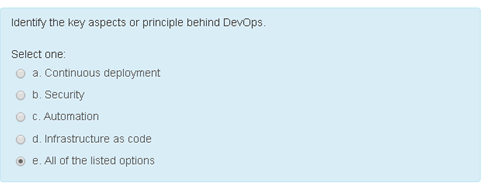 Identify the key aspects or principle behind DevOps.
Select one:
a. Continuous deployment
b. Security
c. Automation
d. Infrastructure as code
e. All of the listed options